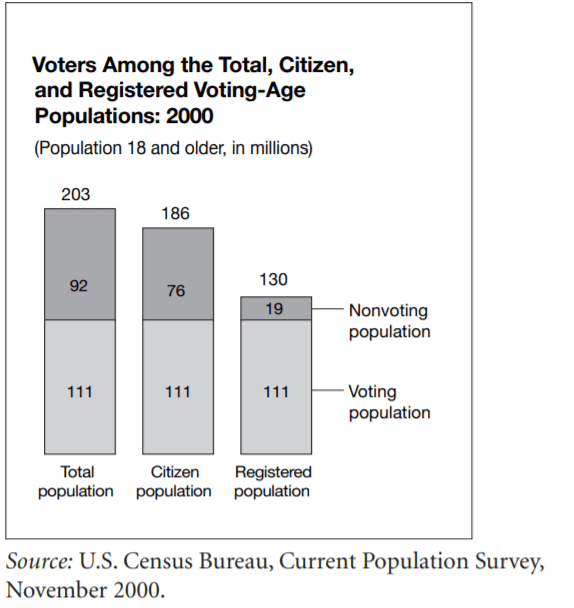 Voters Among the Total, Citizen,
and Registered Voting-Age
Populations: 2000
(Population 18 and older, in millions)
203
186
130
92
76
19
Nonvoting
population
111
111
111
Voting
population
Total
population
Citizen
population
Registered
population
Source: U.S. Census Bureau, Current Population Survey,
November 2000.